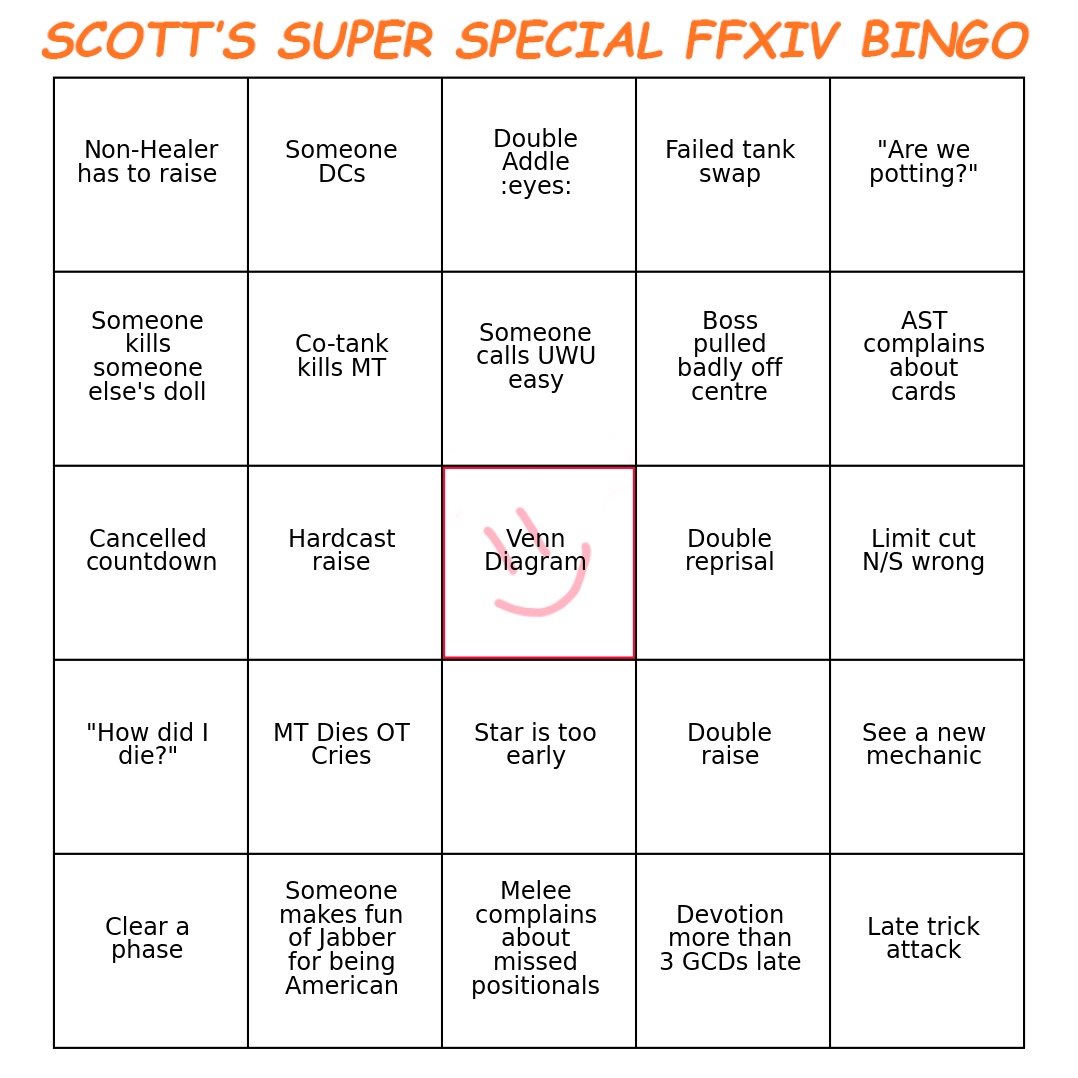 SCOTT'S SUPER SPECIAL FFXIV BINGO
Non-Healer
has to raise
Someone
DCs
Double
Addle
:eyes:
Failed tank
swap
"Are we
potting?"
Someone
kills
someone
else's doll
Co-tank
kills MT
Someone
calls UWU
easy
Boss
pulled
badly off
centre
AST
complains
about
cards
Cancelled
countdown
Hardcast
raise
Venn
Diagram
Double
reprisal
Limit cut
N/S wrong
"How did I
die?"
MT Dies OT
Cries
Star is too
early
Double
raise
See a new
mechanic
Clear a
phase
Someone
makes fun
of Jabber
for being
American
Melee
complains
about
missed
positionals
Devotion
more than
3 GCDs late
Late trick
attack